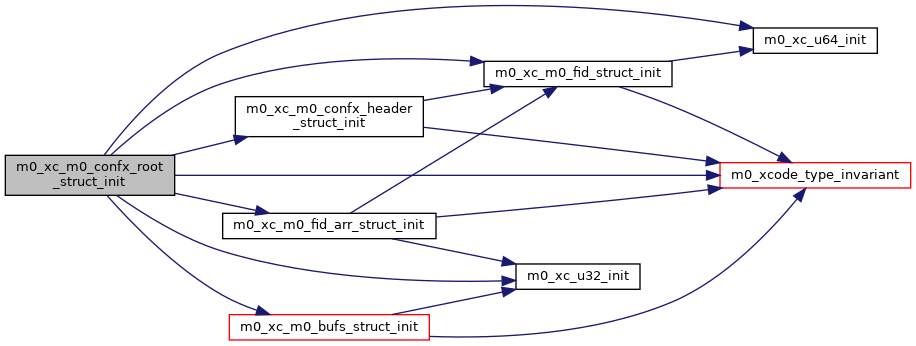 m0_xc_m0_confx_root
_struct_init
m0_xc_m0_confx_header
_struct_init
m0_xc_m0_fid_arr_struct_init
m0_xc_m0_bufs_struct_init
m0_xc_m0_fid_struct_init
m0_xc_u32_init
m0_xc_u64_init
m0_xcode_type_invariant